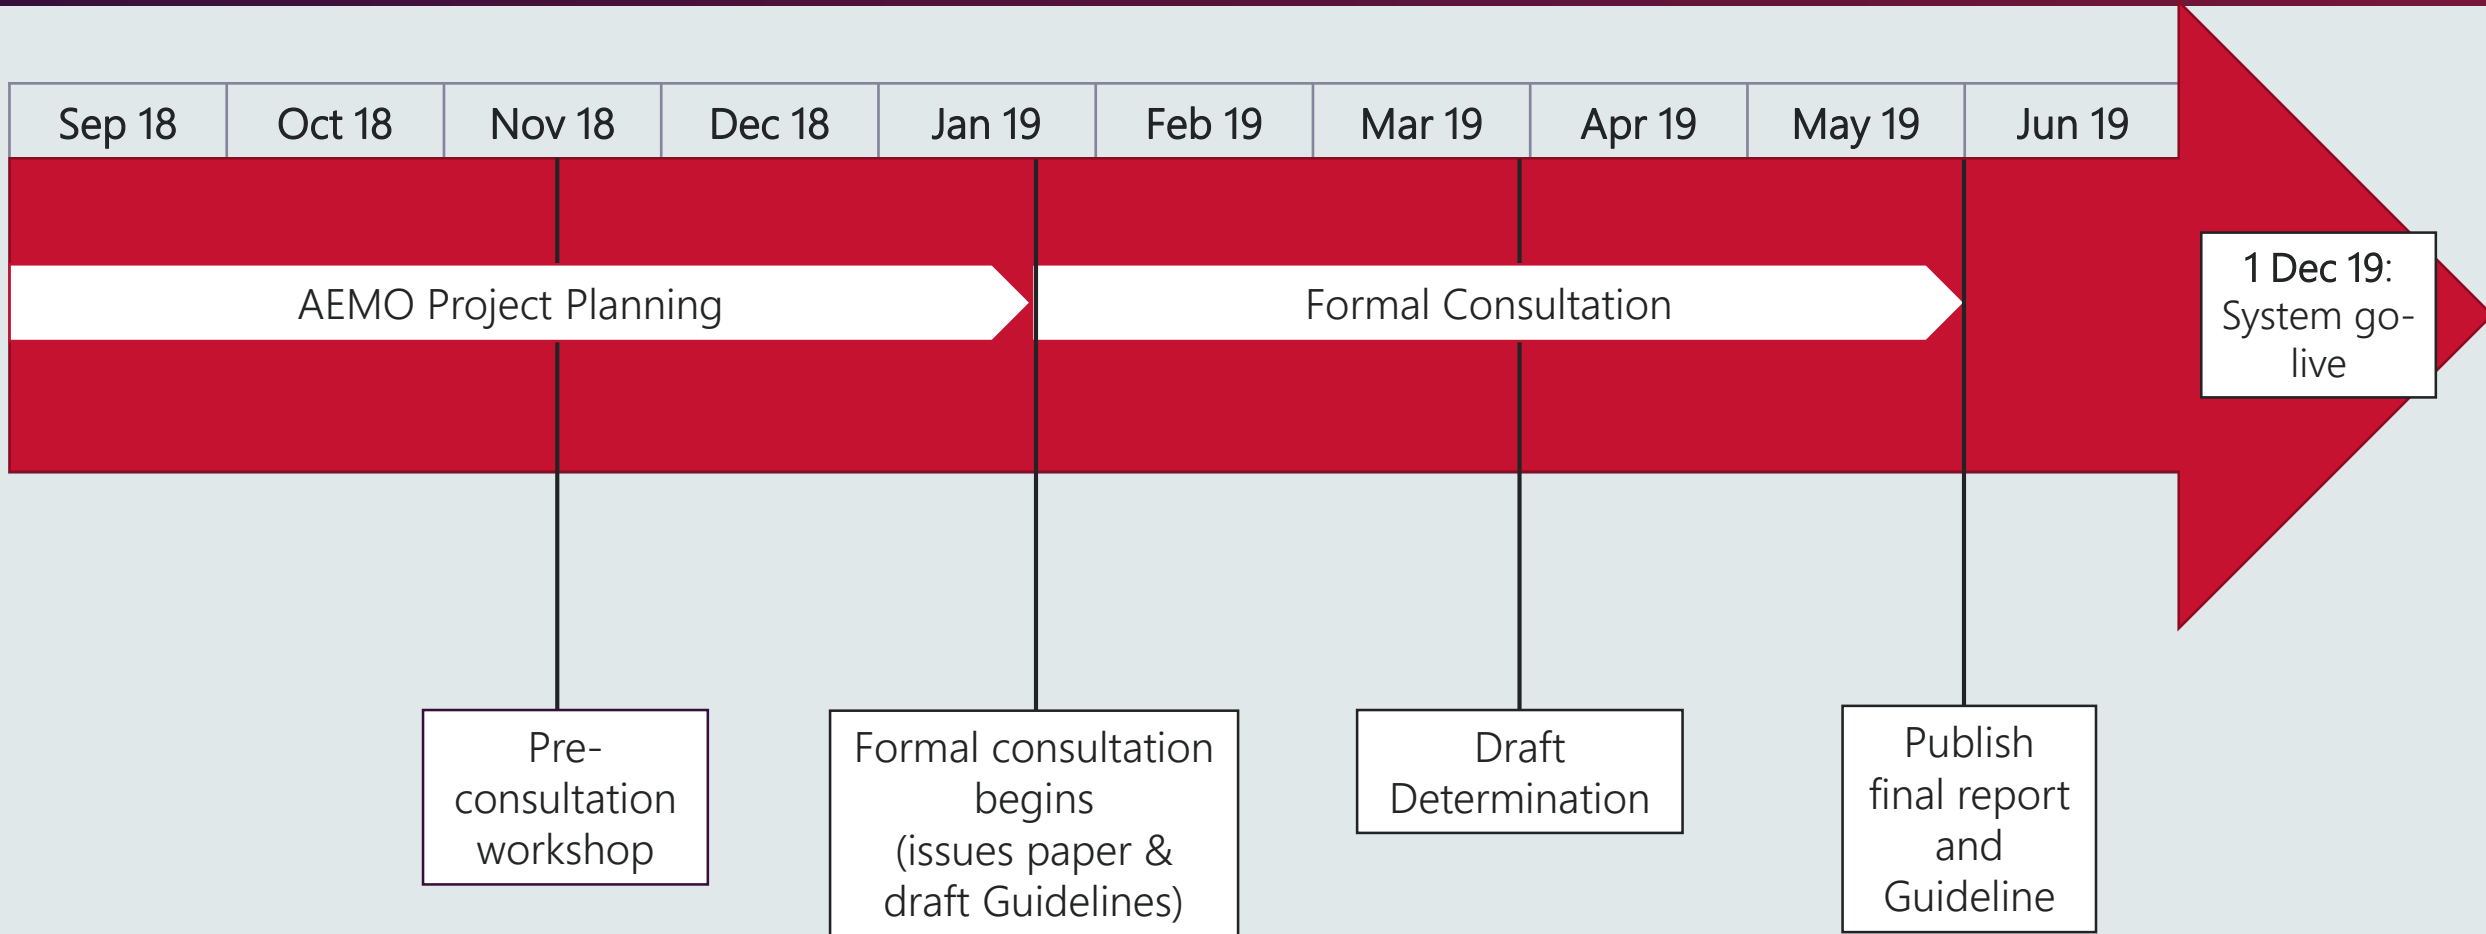 Sep 18 Oct 18 Nov 18 Dec 18 Jan 19 Feb 19 Mar 19 Apr 19 May 19 Jun 19
AEMO Project Planning
Formal Consultation
1 Dec 19:
System go-
live
Pre-
consultation
workshop
Formal consultation
begins
(issues paper &
draft Guidelines)
Draft
Determination
Publish
final report
and
Guideline